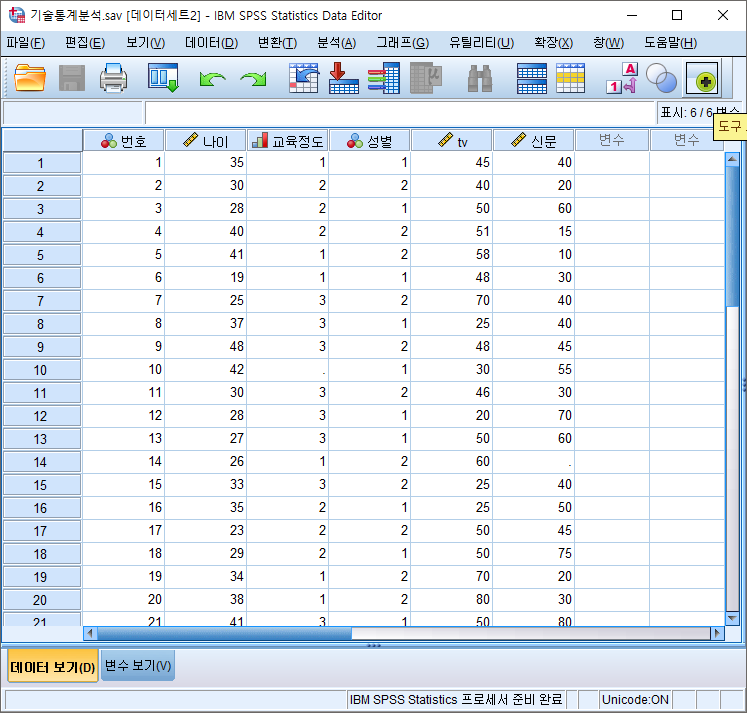 기술통계분석.sav [데이터세트2] - IBM SPSS Statistics Data Editor
파일(F) 편집(E) 보기(V) 데이터(D) 변환(T) 분석(A) 그래프(G) 유틸리티(U) 확장(X) 창(W) 도움말(H)
표시: 6 / 6 변수
도구
번호 나이 교육정도 성별 tv 신문 변수 변수
1 1 35 1 1 45 40
2 2 30 2 2 40 20
3 3 28 2 1 50 60
4 4 40 2 2 51 15
5 5 41 1 2 58 10
6 6 19 1 1 48 30
7 7 25 3 2 70 40
8 8 37 3 1 25 40
9 9 48 3 2 48 45
10 10 42 . 1 30 55
11 11 30 3 2 46 30
12 12 28 3 1 20 70
13 13 27 3 1 50 60
14 14 26 1 2 60 .
15 15 33 3 2 25 40
16 16 35 2 1 25 50
17 17 23 2 2 50 45
18 18 29 2 1 50 75
19 19 34 1 2 70 20
20 20 38 1 2 80 30
21 21 41 3 1 50 80
데이터 보기(D) 변수 보기(V)
IBM SPSS Statistics 프로세서 준비 완료 Unicode:ON